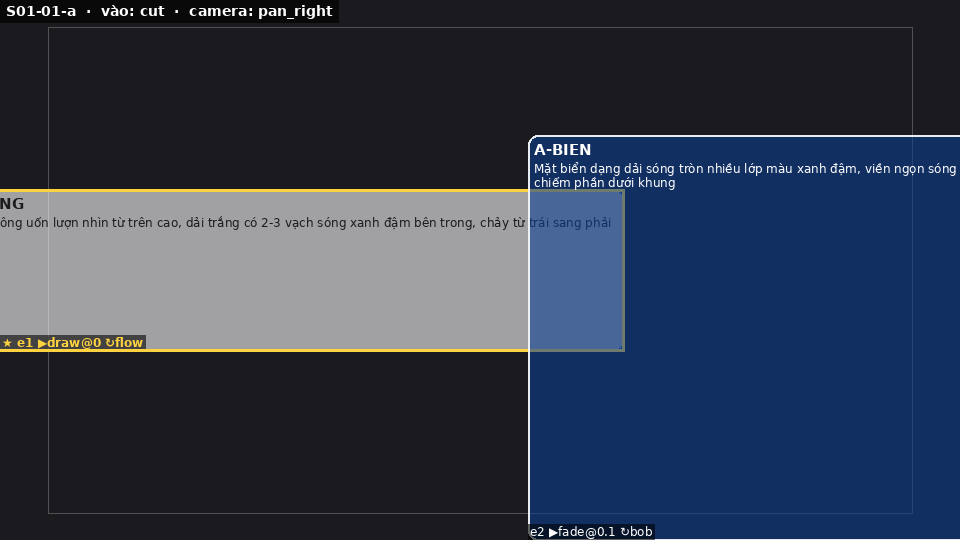 S01-01-a · vào: cut · camera: pan_right
A-BIEN
Mặt biển dạng dải sóng tròn nhiều lớp màu xanh đậm, viền ngọn sóng
chiếm phần dưới khung
NG
ông uốn lượn nhìn từ trên cao, dải trắng có 2-3 vạch sóng xanh đậm bên trong, chảy từ trái sang phải
★ e1 ▶draw@0 ↻flow
e2 ▶fade@0.1 ↻bob